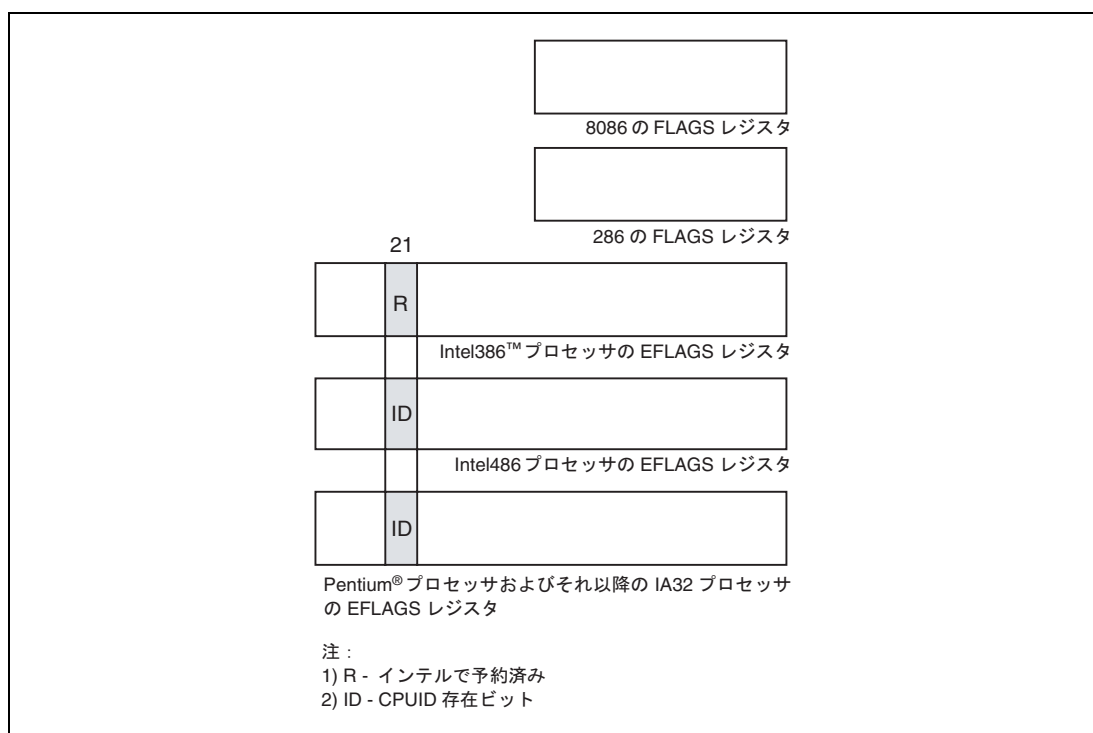 8086 の FLAGS レジスタ
286 の FLAGS レジスタ
21
R
Intel386™ プロセッサの EFLAGS レジスタ
ID
Intel486 プロセッサの EFLAGS レジスタ
ID
Pentium® プロセッサおよびそれ以降の IA32 プロセッサ
の EFLAGS レジスタ
注：
1) R - インテルで予約済み
2) ID - CPUID 存在ビット